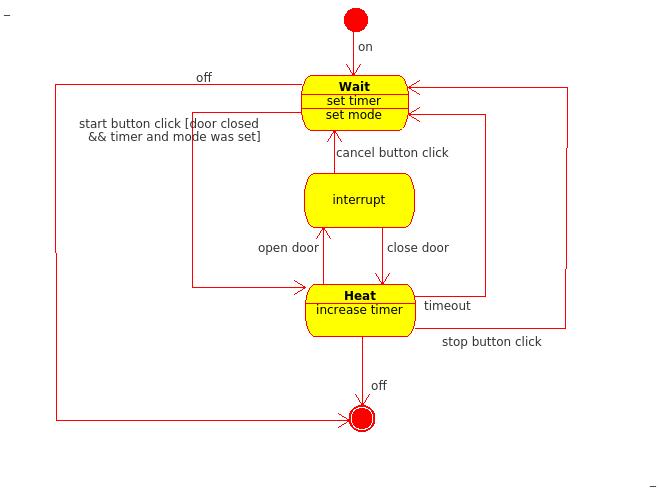 on
off
Wait
set timer
set mode
start button click [door closed
&& timer and mode was set]
cancel button click
interrupt
open door
close door
Heat
increase timer
timeout
stop button click
off